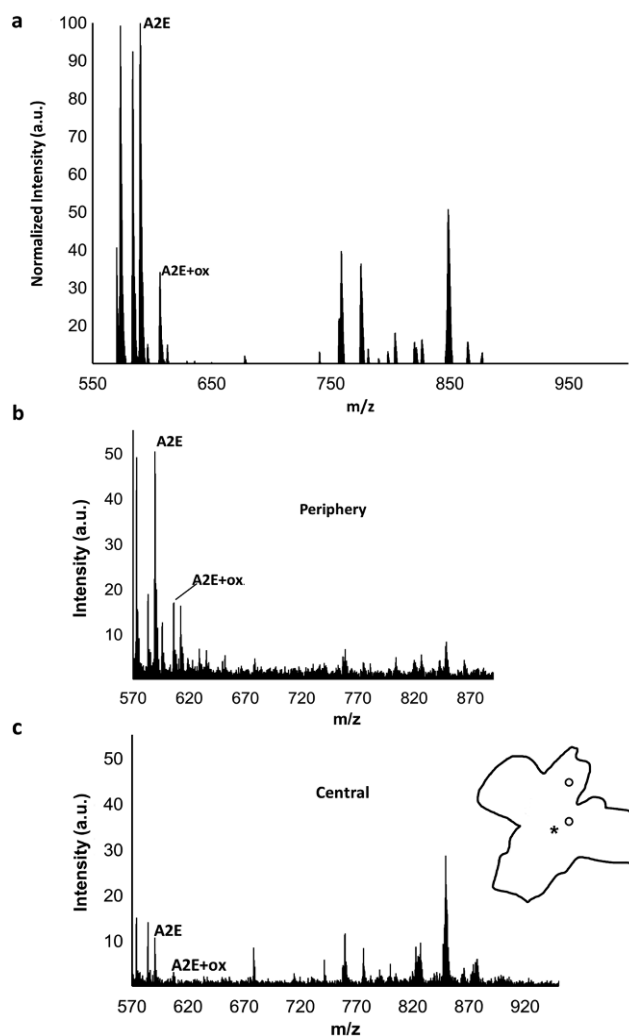 a
A2E
100
90
80
70
60
50
40
30
20
Normalized Intensity (a.u.)
A2E+ox
550 650 750 850 950
m/z
b
A2E
50
40
30
20
10
Intensity (a.u.)
Periphery
A2E+ox.
570 620 670 720 770 820 870
m/z
c
50
40
30
20
10
Intensity (a.u.)
Central
*
A2E
A2E+ox
570 620 670 720 770 820 870 920
m/z